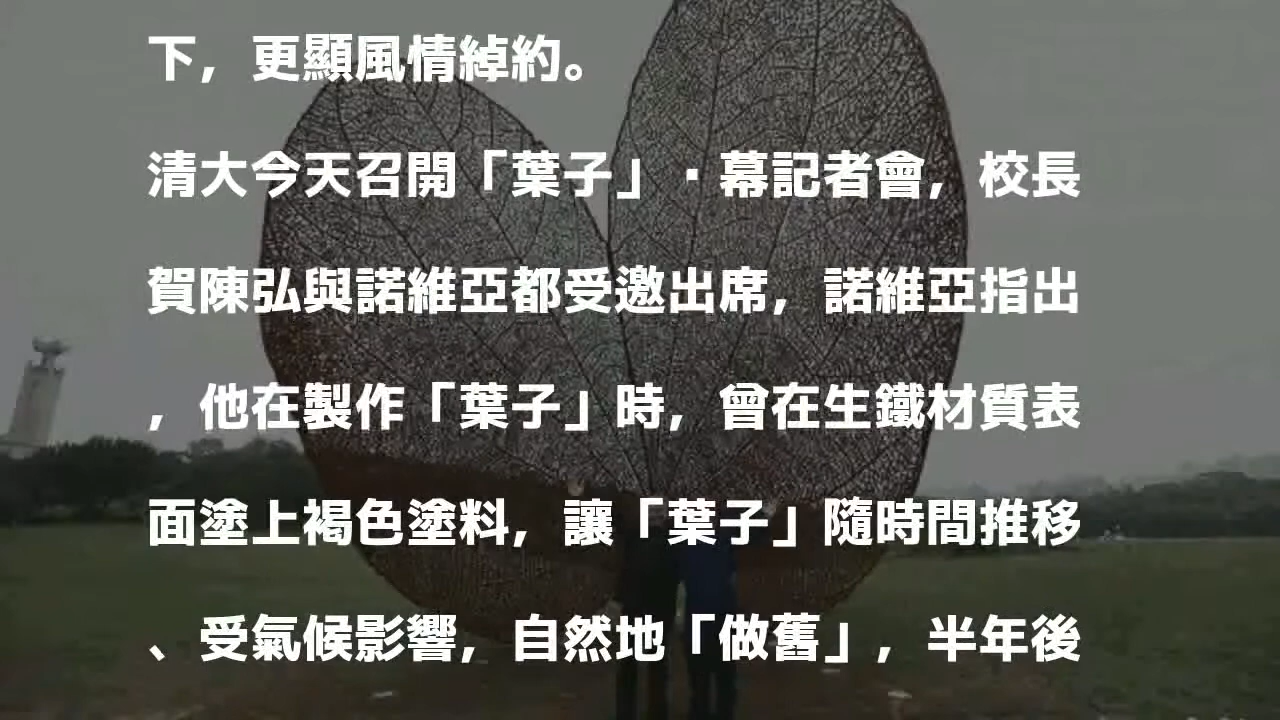 下，更顯風情綽約。
清大今天召開「葉子」·幕記者會，校長
賀陳弘與諾維亞都受邀出席，諾維亞指出
，他在製作「葉子」時，曾在生鐵材質表
面塗上褐色塗料，讓「葉子」隨時間推移
、受氣候影響，自然地「做舊」，半年後